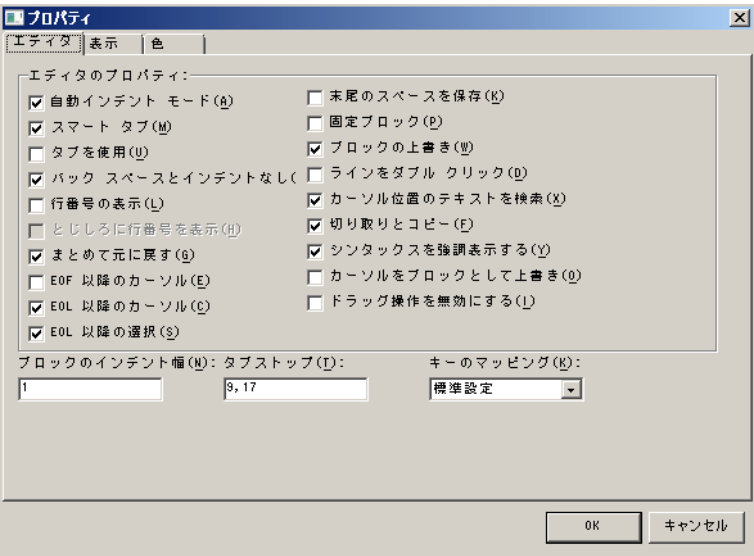 プロパティ
エディタ 表示 色
エディタのプロパティ:
自動インデント モード(A)
スマート タブ(M)
タブを使用(U)
バック スペースとインデントなし(
行番号の表示(L)
とじしろに行番号を表示(H)
まとめて元に戻す(G)
EOF 以降のカーソル(E)
EOL 以降のカーソル(C)
EOL 以降の選択(S)
末尾のスペースを保存(K)
固定ブロック(P)
ブロックの上書き(W)
ラインをダブル クリック(D)
カーソル位置のテキストを検索(X)
切り取りとコピー(F)
シンタックスを強調表示する(Y)
カーソルをブロックとして上書き(O)
ドラッグ操作を無効にする(I)
ブロックのインデント幅(N): タブストップ(T): キーのマッピング(K):
1 9,17 標準設定
OK キャンセル